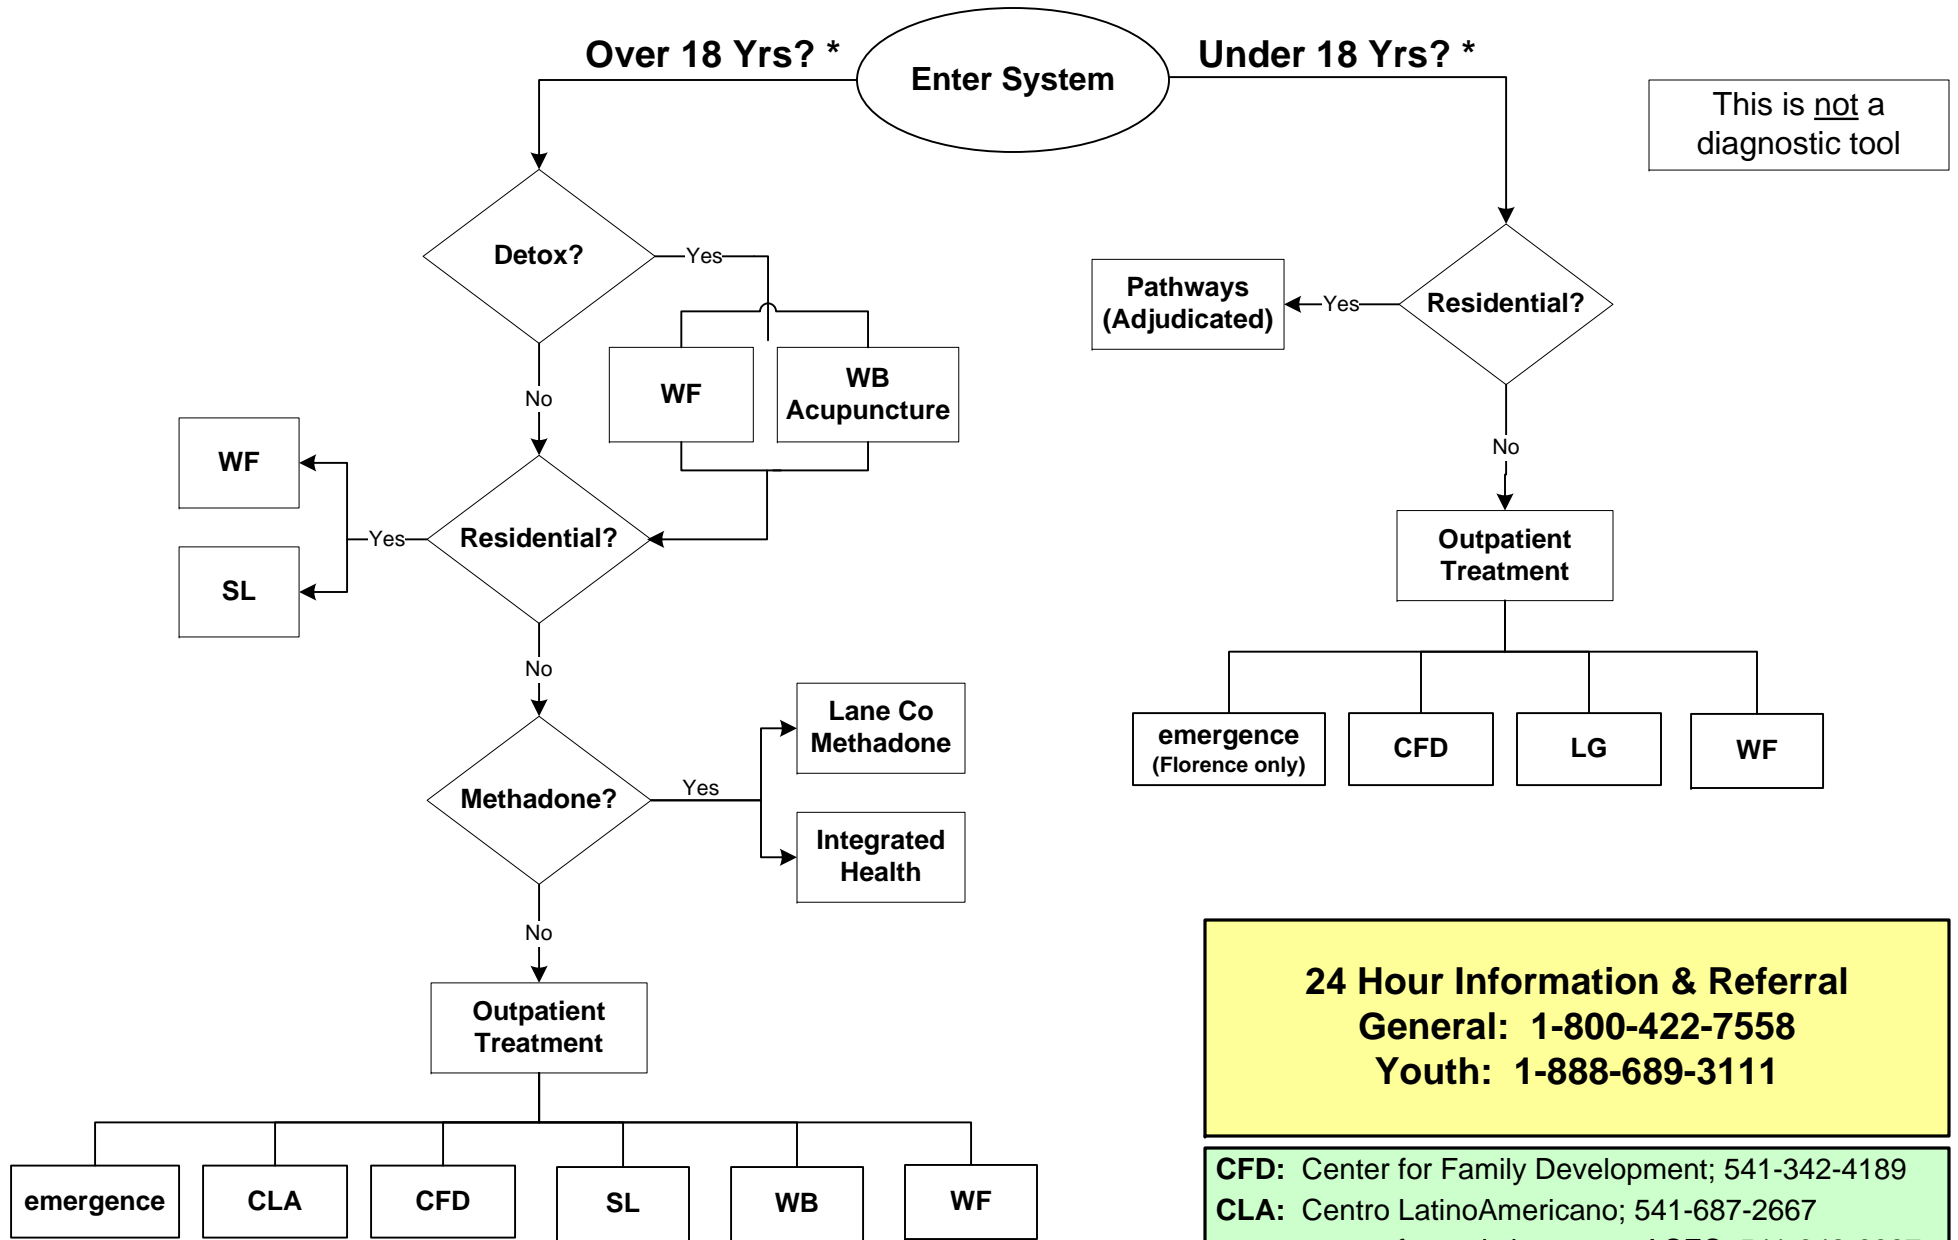 Over 18 Yrs? *
Enter System
Under 18 Yrs? *
This is not a
diagnostic tool
Detox?
Yes
Pathways
(Adjudicated)
Yes
Residential?
WF
WB
Acupuncture
No
No
WF
SL
Yes
Residential?
Outpatient
Treatment
No
Lane Co
Methadone
emergence
(Florence only)
CFD
LG
WF
Methadone?
Yes
Integrated
Health
No
Outpatient
Treatment
24 Hour Information & Referral
General: 1-800-422-7558
Youth: 1-888-689-3111
emergence
CLA
CFD
SL
WB
WF
CFD: Center for Family Development; 541-342-4189
CLA: Centro LatinoAmericano; 541-687-2667